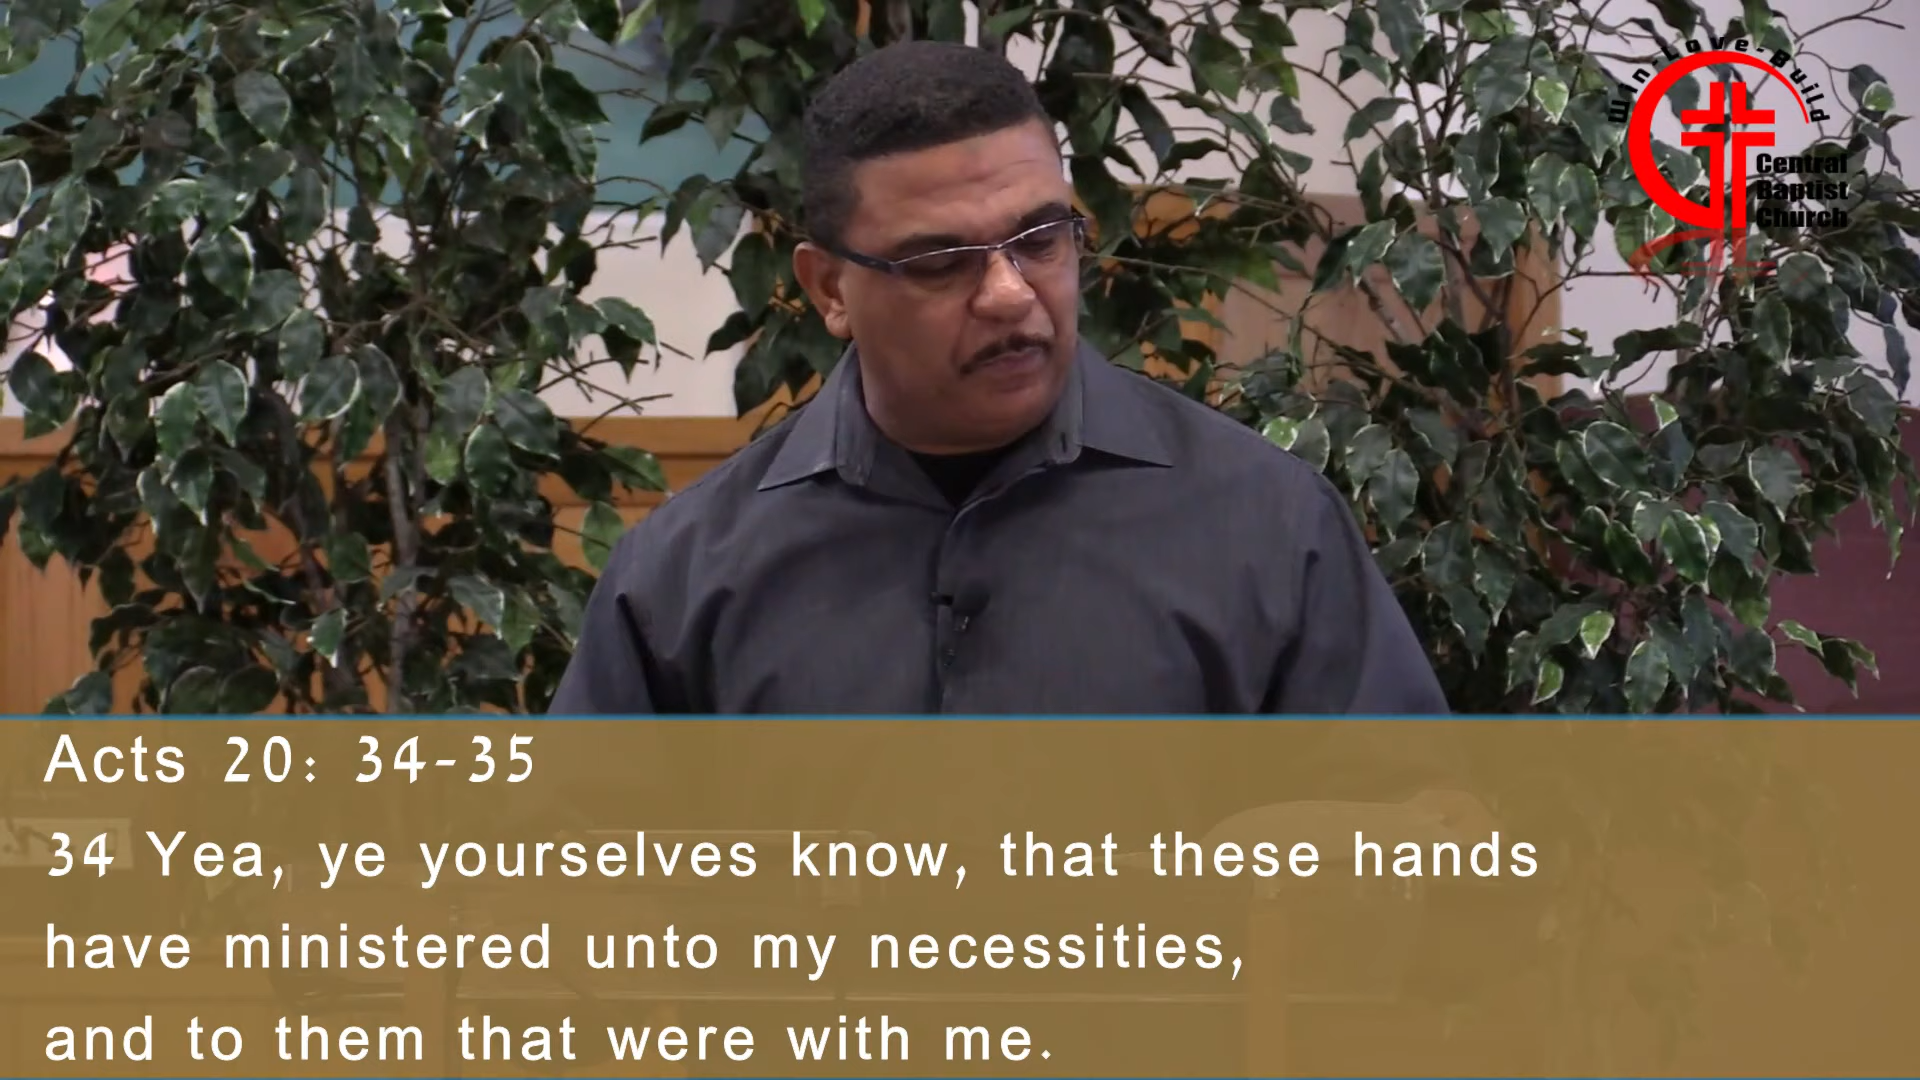 Win-Love-Build
Central
Baptist
Church
Acts 20: 34-35
34 Yea, ye yourselves know, that these hands
have ministered unto my necessities,
and to them that were with me.